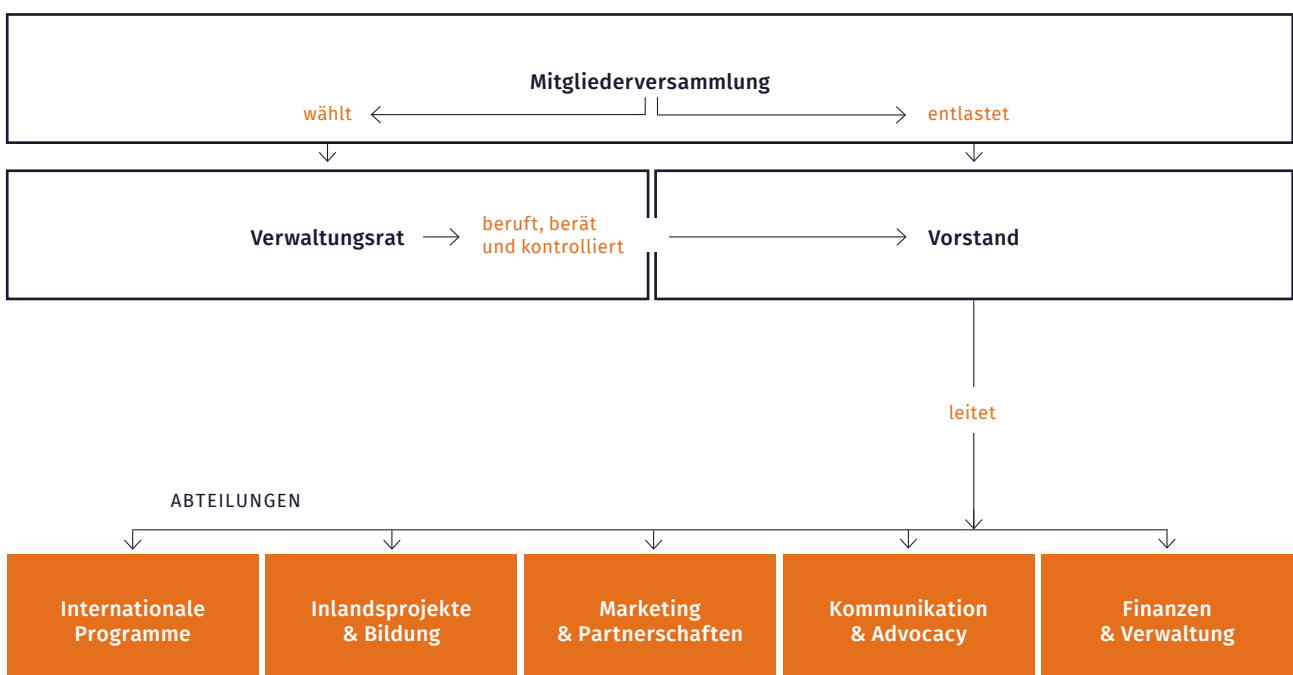 Mitgliederversammlung
wählt
entlastet
Verwaltungsrat
beruft, berät
und kontrolliert
Vorstand
leitet
ABTEILUNGEN
Internationale
Programme
Inlandsprojekte
& Bildung
Marketing
& Partnerschaften
Kommunikation
& Advocacy
Finanzen
& Verwaltung